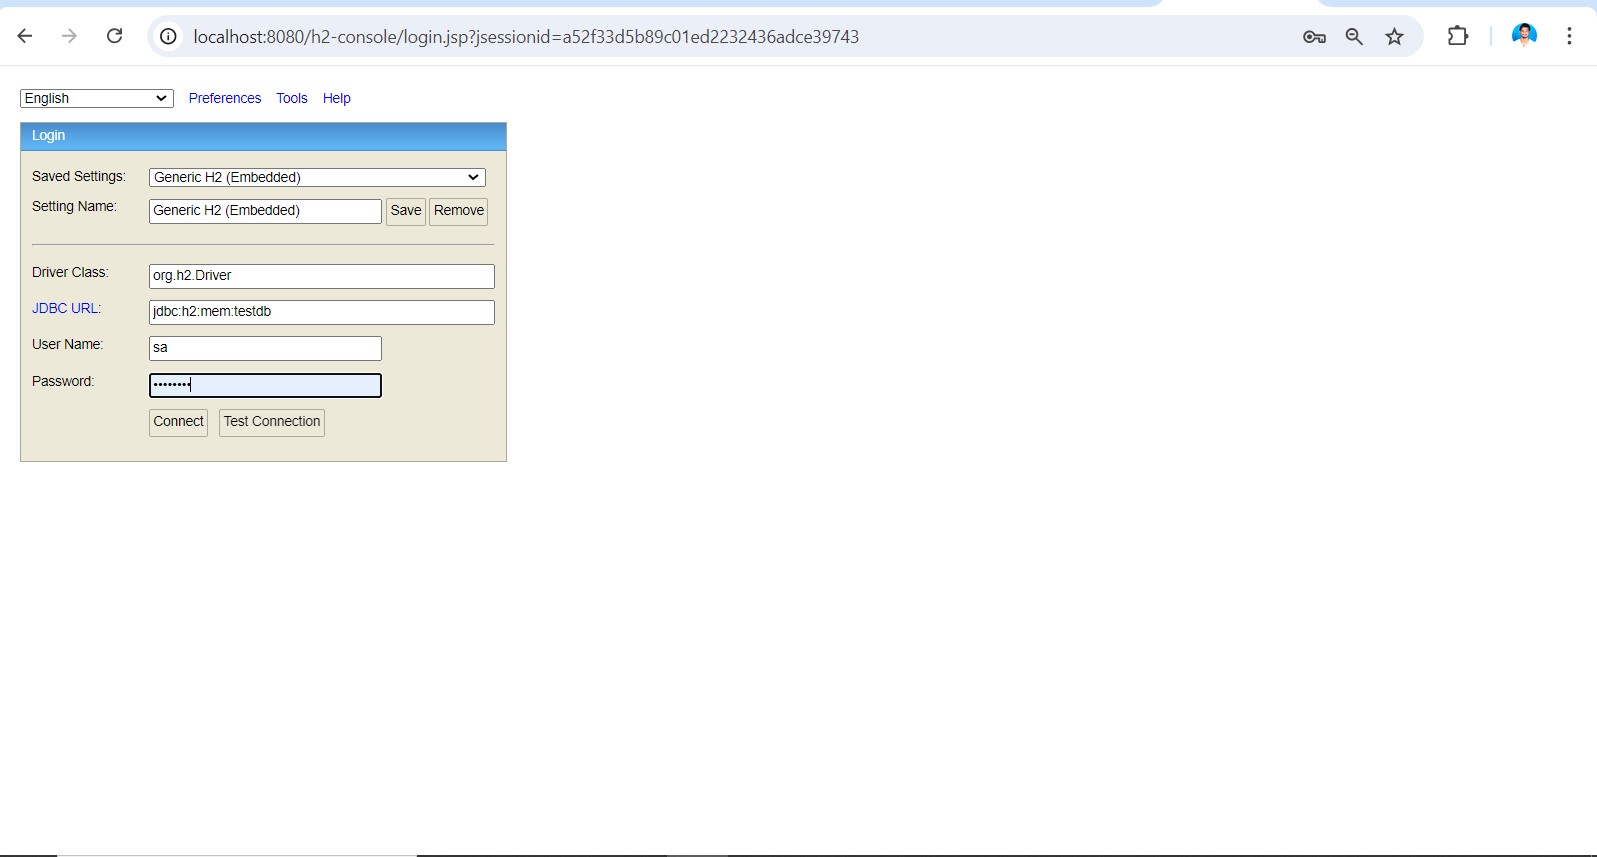 localhost:8080/h2-console/login.jsp?jsessionid=a52f33d5b89c01ed2232436adce39743
English Preferences Tools Help
Login
Saved Settings: Generic H2 (Embedded)
Setting Name: Generic H2 (Embedded) Save Remove
Driver Class: org.h2.Driver
JDBC URL: jdbc:h2:mem:testdb
User Name: sa
Password: ••••••••
Connect Test Connection